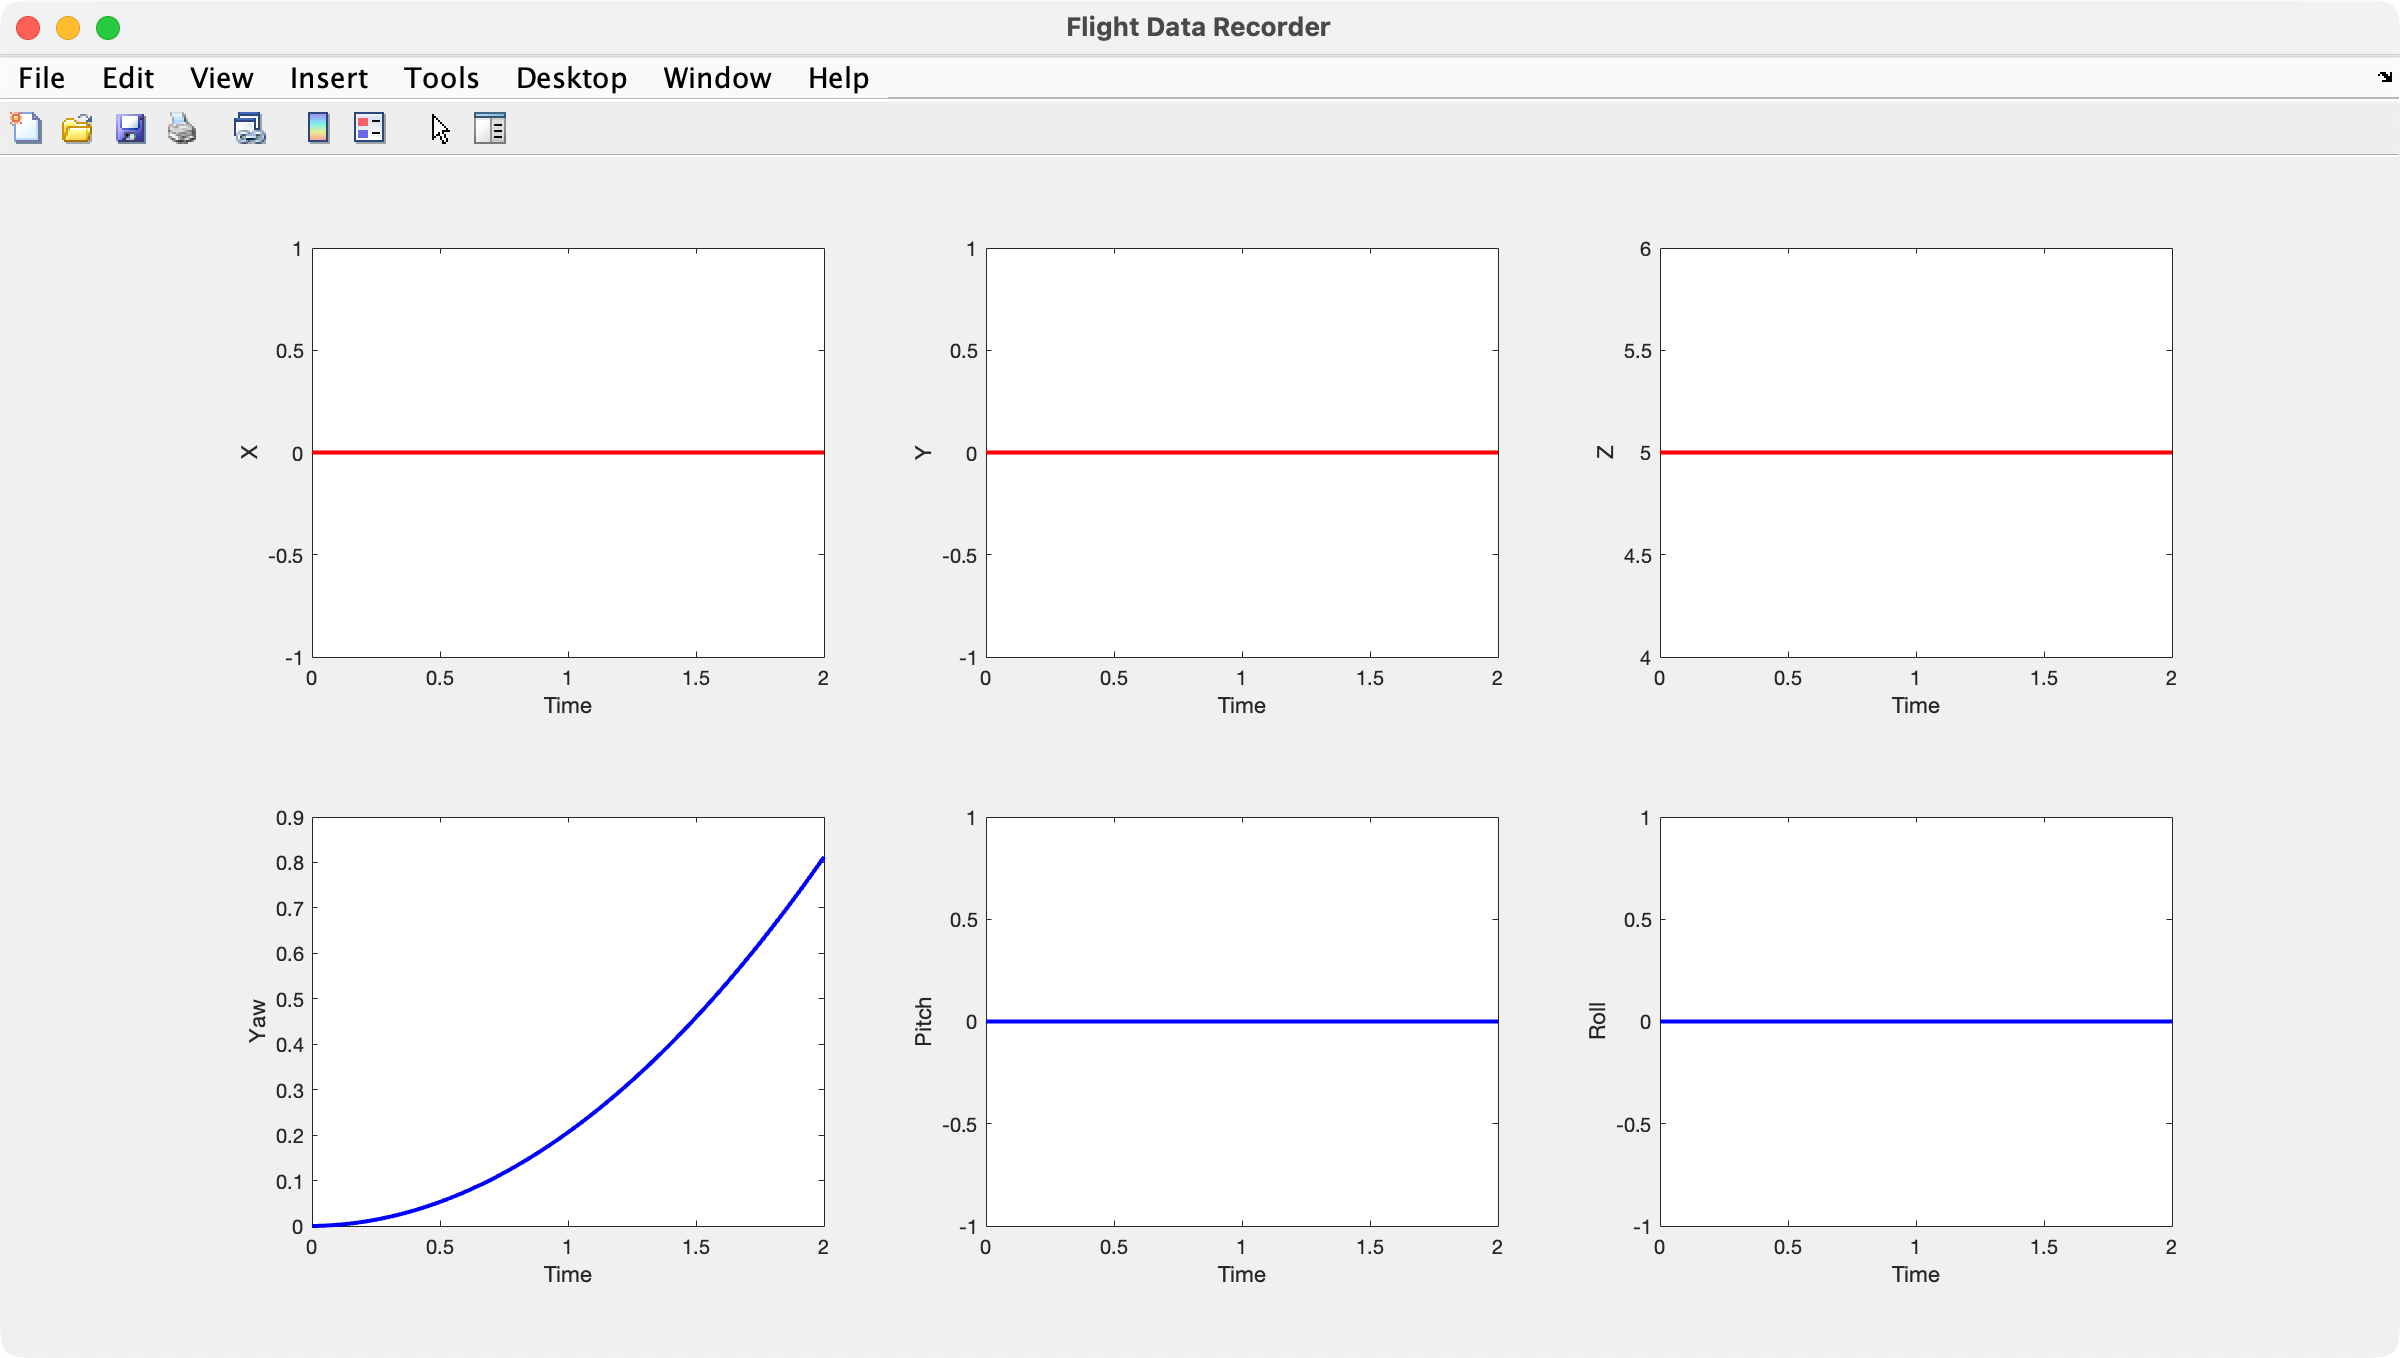 Flight Data Recorder
File Edit View Insert Tools Desktop Window Help
1
0.5
0
-0.5
-1
X
0 0.5 1 1.5 2
Time
1
0.5
0
-0.5
-1
Y
0 0.5 1 1.5 2
Time
6
5.5
5
4.5
4
Z
0 0.5 1 1.5 2
Time
0.9
0.8
0.7
0.6
0.5
0.4
0.3
0.2
0.1
0
Yaw
0 0.5 1 1.5 2
Time
1
0.5
0
-0.5
-1
Pitch
0 0.5 1 1.5 2
Time
1
0.5
0
-0.5
-1
Roll
0 0.5 1 1.5 2
Time